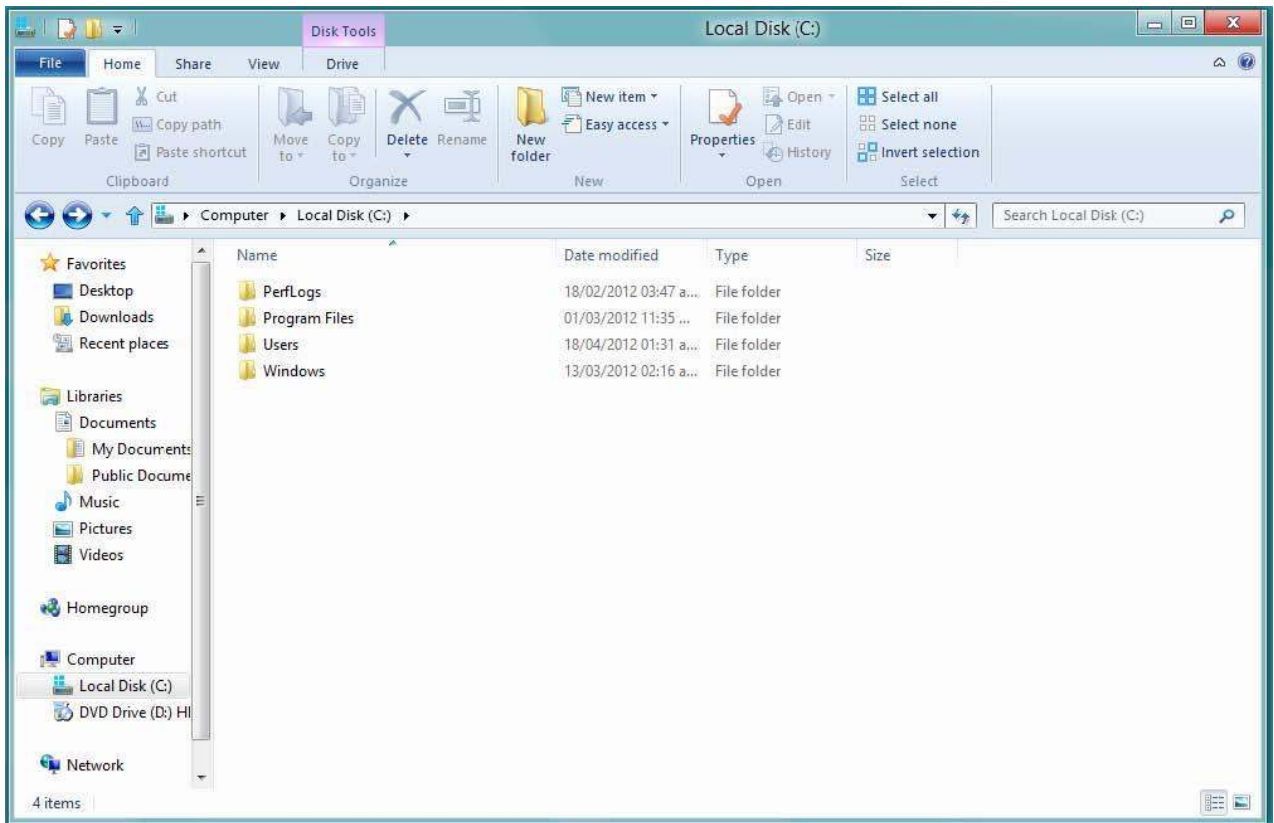 Disk Tools
Local Disk (C:)
File Home Share View Drive
Copy
Paste
Cut
Copy path
Paste shortcut
Clipboard
Move to
Copy to
Delete
Rename
Organize
New folder
New item
Easy access
New
Properties
Open
Edit
History
Open
Select all
Select none
Invert selection
Select
Computer Local Disk (C:)
Search Local Disk (C:)
Favorites
Desktop
Downloads
Recent places
Libraries
Documents
My Documents
Public Docume
Music
Pictures
Videos
Homegroup
Computer
Local Disk (C:)
DVD Drive (D:) HI
Network
Name Date modified Type Size
PerfLogs 18/02/2012 03:47 a... File folder
Program Files 01/03/2012 11:35 ... File folder
Users 18/04/2012 01:31 a... File folder
Windows 13/03/2012 02:16 a... File folder
4 items